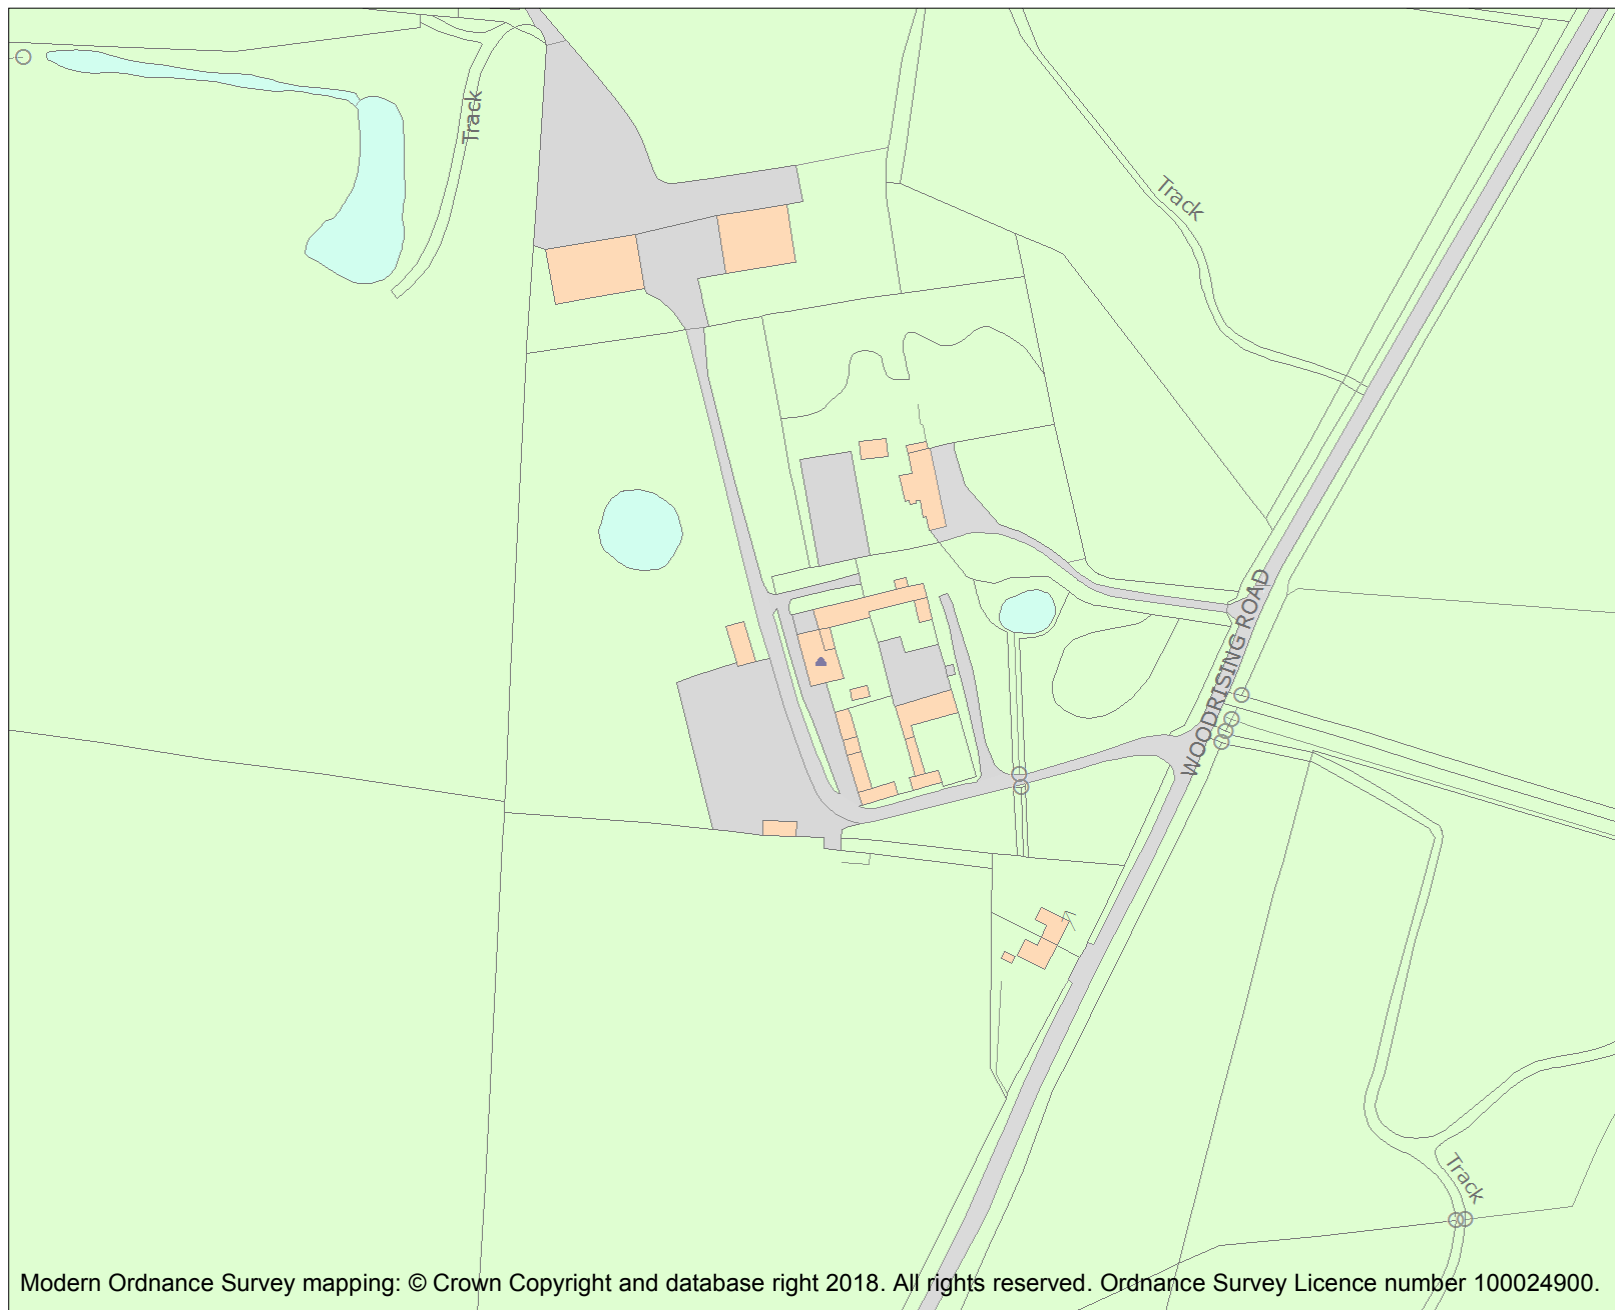 Track
Track
WOODRISING ROAD
Track
Modern Ordnance Survey mapping: © Crown Copyright and database right 2018. All rights reserved. Ordnance Survey Licence number 100024900.